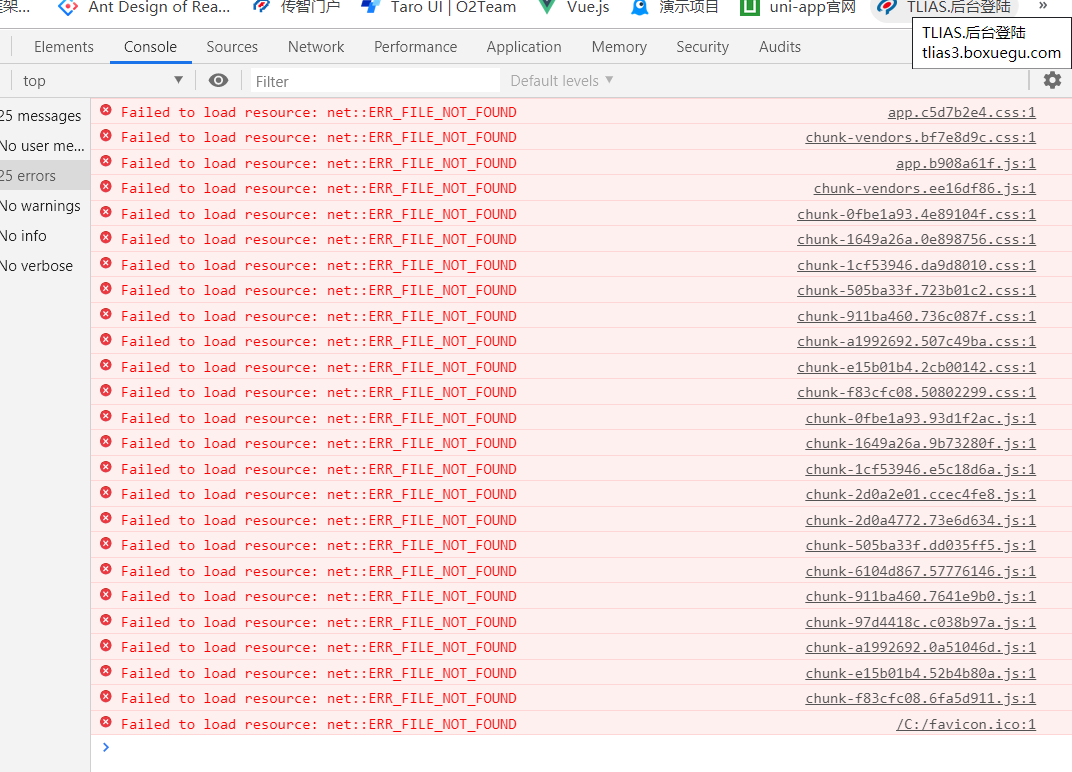 框架... Ant Design of Rea... 传智门户 Taro UI | O2Team Vue.js 演示项目 uni-app官网 TLIAS.后台登陆 »
TLIAS.后台登陆
tlias3.boxuegu.com
Elements Console Sources Network Performance Application Memory Security Audits
top ▼ Filter Default levels ▼
25 messages
No user me...
25 errors
No warnings
No info
No verbose
Failed to load resource: net::ERR_FILE_NOT_FOUND app.c5d7b2e4.css:1
Failed to load resource: net::ERR_FILE_NOT_FOUND chunk-vendors.bf7e8d9c.css:1
Failed to load resource: net::ERR_FILE_NOT_FOUND app.b908a61f.js:1
Failed to load resource: net::ERR_FILE_NOT_FOUND chunk-vendors.ee16df86.js:1
Failed to load resource: net::ERR_FILE_NOT_FOUND chunk-0fbe1a93.4e89104f.css:1
Failed to load resource: net::ERR_FILE_NOT_FOUND chunk-1649a26a.0e898756.css:1
Failed to load resource: net::ERR_FILE_NOT_FOUND chunk-1cf53946.da9d8010.css:1
Failed to load resource: net::ERR_FILE_NOT_FOUND chunk-505ba33f.723b01c2.css:1
Failed to load resource: net::ERR_FILE_NOT_FOUND chunk-911ba460.736c087f.css:1
Failed to load resource: net::ERR_FILE_NOT_FOUND chunk-a1992692.507c49ba.css:1
Failed to load resource: net::ERR_FILE_NOT_FOUND chunk-e15b01b4.2cb00142.css:1
Failed to load resource: net::ERR_FILE_NOT_FOUND chunk-f83cfc08.50802299.css:1
Failed to load resource: net::ERR_FILE_NOT_FOUND chunk-0fbe1a93.93d1f2ac.js:1
Failed to load resource: net::ERR_FILE_NOT_FOUND chunk-1649a26a.9b73280f.js:1
Failed to load resource: net::ERR_FILE_NOT_FOUND chunk-1cf53946.e5c18d6a.js:1
Failed to load resource: net::ERR_FILE_NOT_FOUND chunk-2d0a2e01.ccec4fe8.js:1
Failed to load resource: net::ERR_FILE_NOT_FOUND chunk-2d0a4772.73e6d634.js:1
Failed to load resource: net::ERR_FILE_NOT_FOUND chunk-505ba33f.dd035ff5.js:1
Failed to load resource: net::ERR_FILE_NOT_FOUND chunk-6104d867.57776146.js:1
Failed to load resource: net::ERR_FILE_NOT_FOUND chunk-911ba460.7641e9b0.js:1
Failed to load resource: net::ERR_FILE_NOT_FOUND chunk-97d4418c.c038b97a.js:1
Failed to load resource: net::ERR_FILE_NOT_FOUND chunk-a1992692.0a51046d.js:1
Failed to load resource: net::ERR_FILE_NOT_FOUND chunk-e15b01b4.52b4b80a.js:1
Failed to load resource: net::ERR_FILE_NOT_FOUND chunk-f83cfc08.6fa5d911.js:1
Failed to load resource: net::ERR_FILE_NOT_FOUND /C:/favicon.ico:1